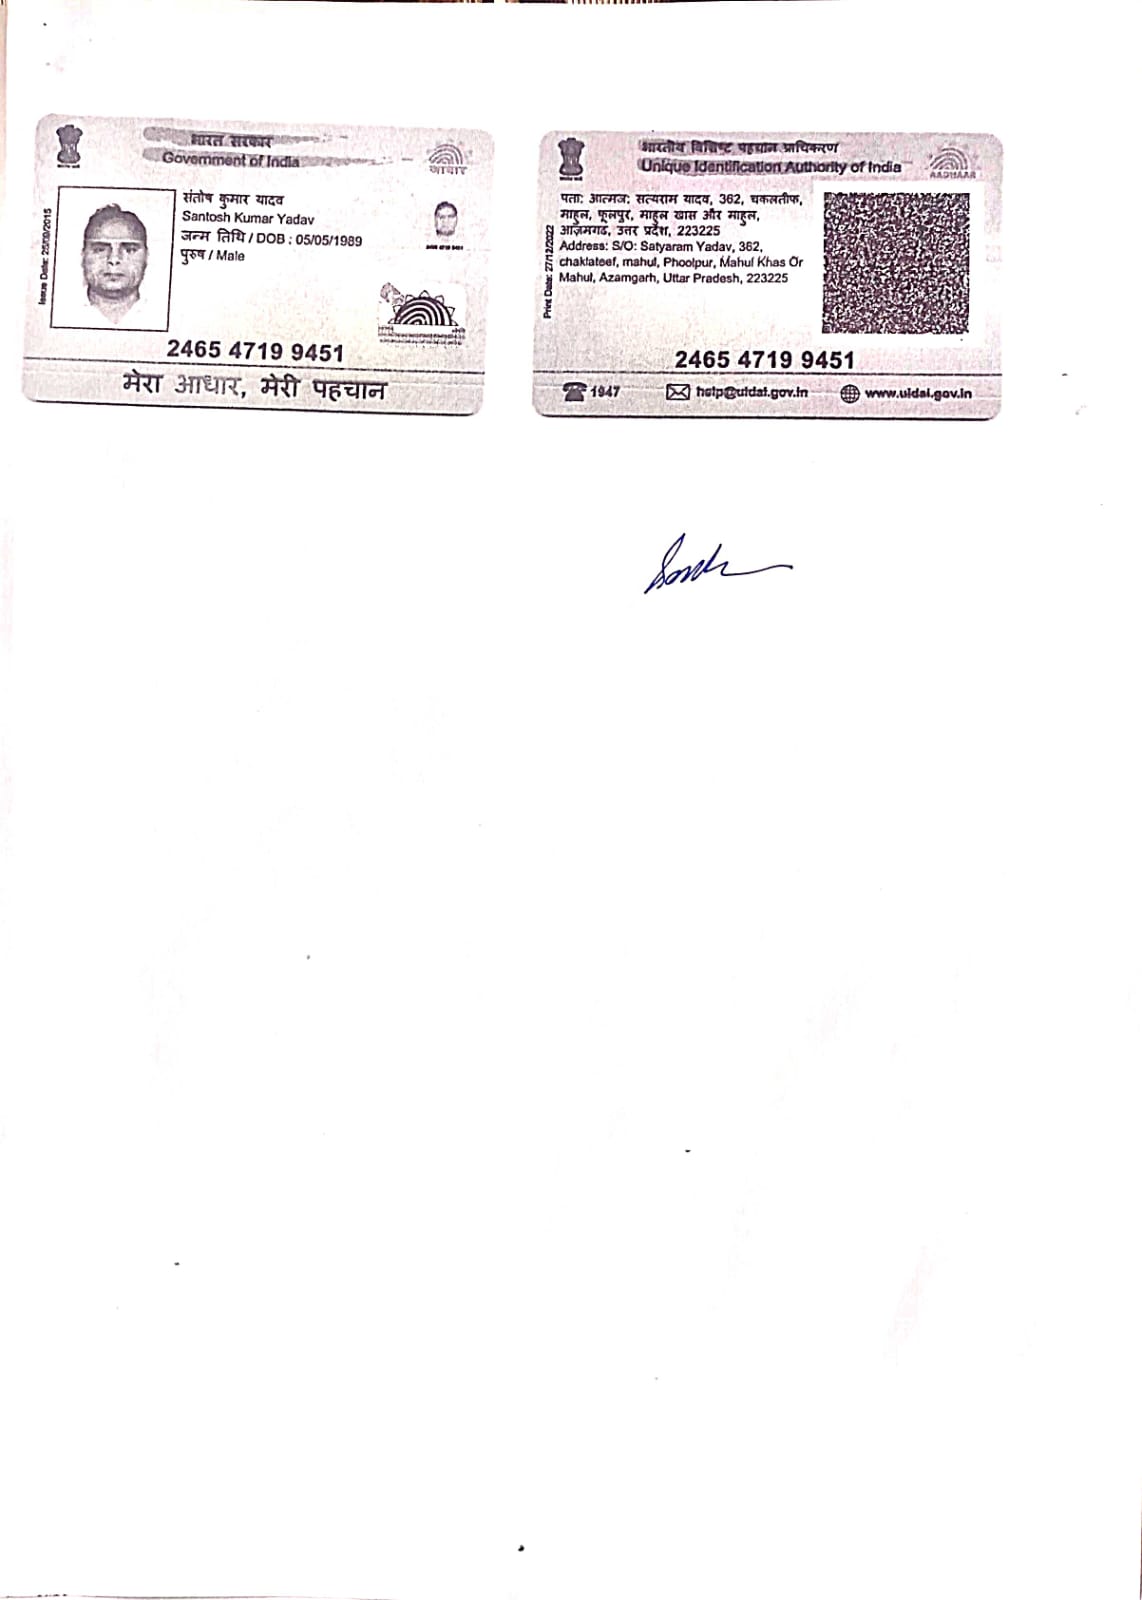 भारत सरकार
Government of India
आधार
Issue Date: 25/09/2015
संतोष कुमार यादव
Santosh Kumar Yadav
जन्म तिथि / DOB : 05/05/1989
पुरुष / Male
2465 4719 9451
मेरा आधार, मेरी पहचान
भारतीय विशिष्ट पहचान प्राधिकरण
Unique Identification Authority of India
AADHAAR
Print Date: 27/12/2022
पता: आत्मज: सत्यराम यादव, 362, चकलतीफ,
माहुल, फूलपुर, माहुल खास और माहुल,
आज़मगढ, उत्तर प्रदेश, 223225
Address: S/O: Satyaram Yadav, 362,
chaklateef, mahul, Phoolpur, Mahul Khas Or
Mahul, Azamgarh, Uttar Pradesh, 223225
2465 4719 9451
1947
help@uidai.gov.in
www.uidai.gov.in